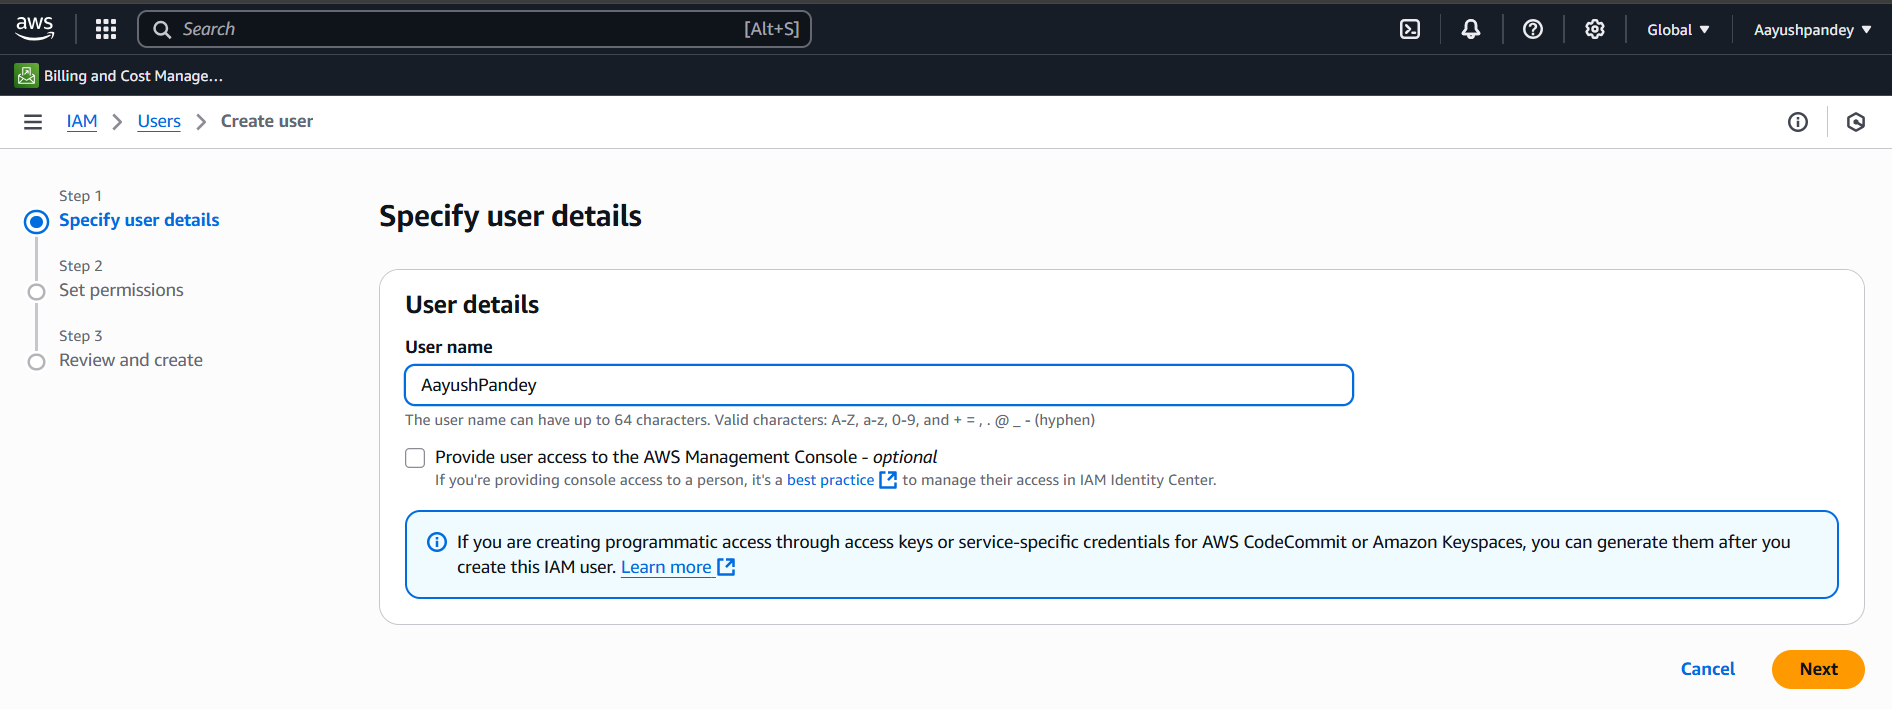 aws
Search [Alt+S]
Global
Aayushpandey
Billing and Cost Manage...
IAM
Users
Create user
Step 1
Specify user details
Step 2
Set permissions
Step 3
Review and create
Specify user details
User details
User name
AayushPandey
The user name can have up to 64 characters. Valid characters: A-Z, a-z, 0-9, and + = , . @ _ - (hyphen)
Provide user access to the AWS Management Console - optional
If you're providing console access to a person, it's a best practice to manage their access in IAM Identity Center.
If you are creating programmatic access through access keys or service-specific credentials for AWS CodeCommit or Amazon Keyspaces, you can generate them after you
create this IAM user. Learn more
Cancel
Next